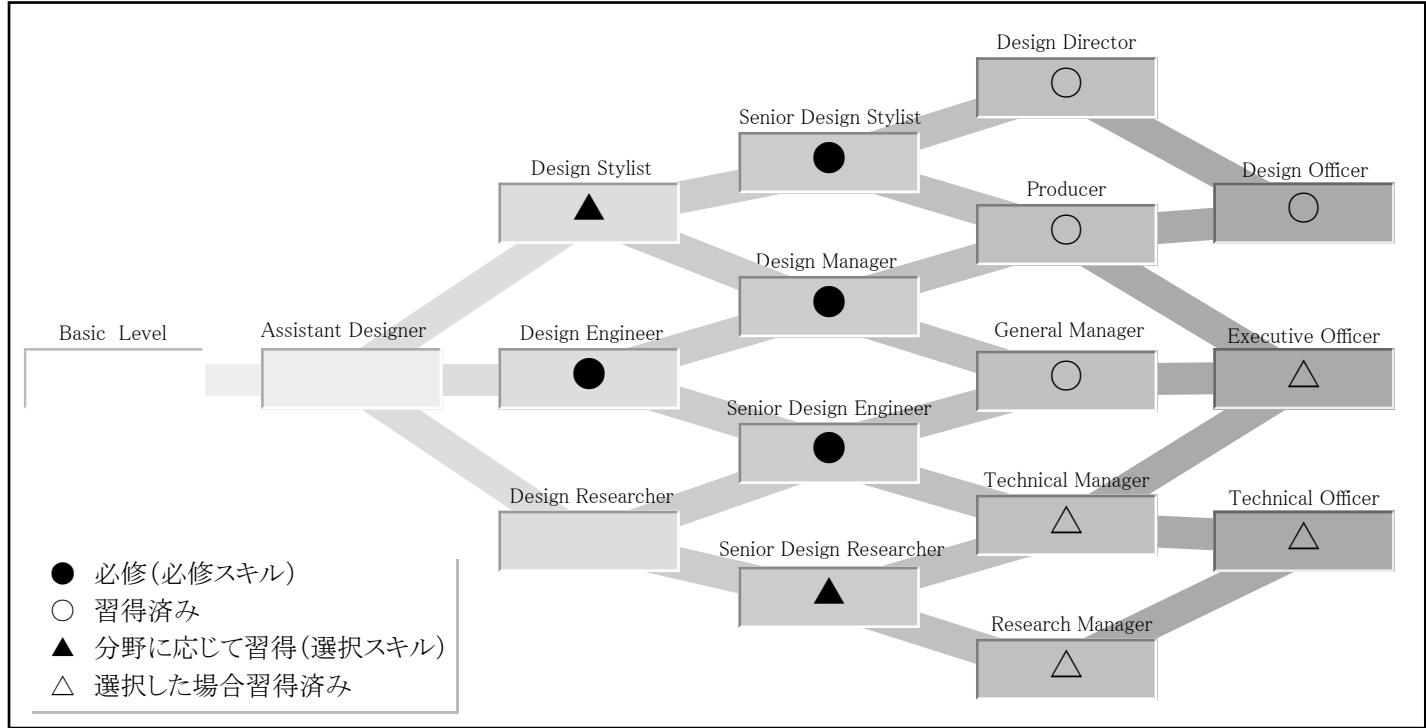 Design Director
○
Senior Design Stylist
●
Design Stylist
▲
Producer
○
Design Officer
○
Design Manager
●
Basic Level
Assistant Designer
Design Engineer
●
General Manager
○
Executive Officer
△
Senior Design Engineer
●
Design Researcher
Technical Manager
△
Technical Officer
△
Senior Design Researcher
▲
Research Manager
△
● 必修(必修スキル)
○ 習得済み
▲ 分野に応じて習得(選択スキル)
△ 選択した場合習得済み